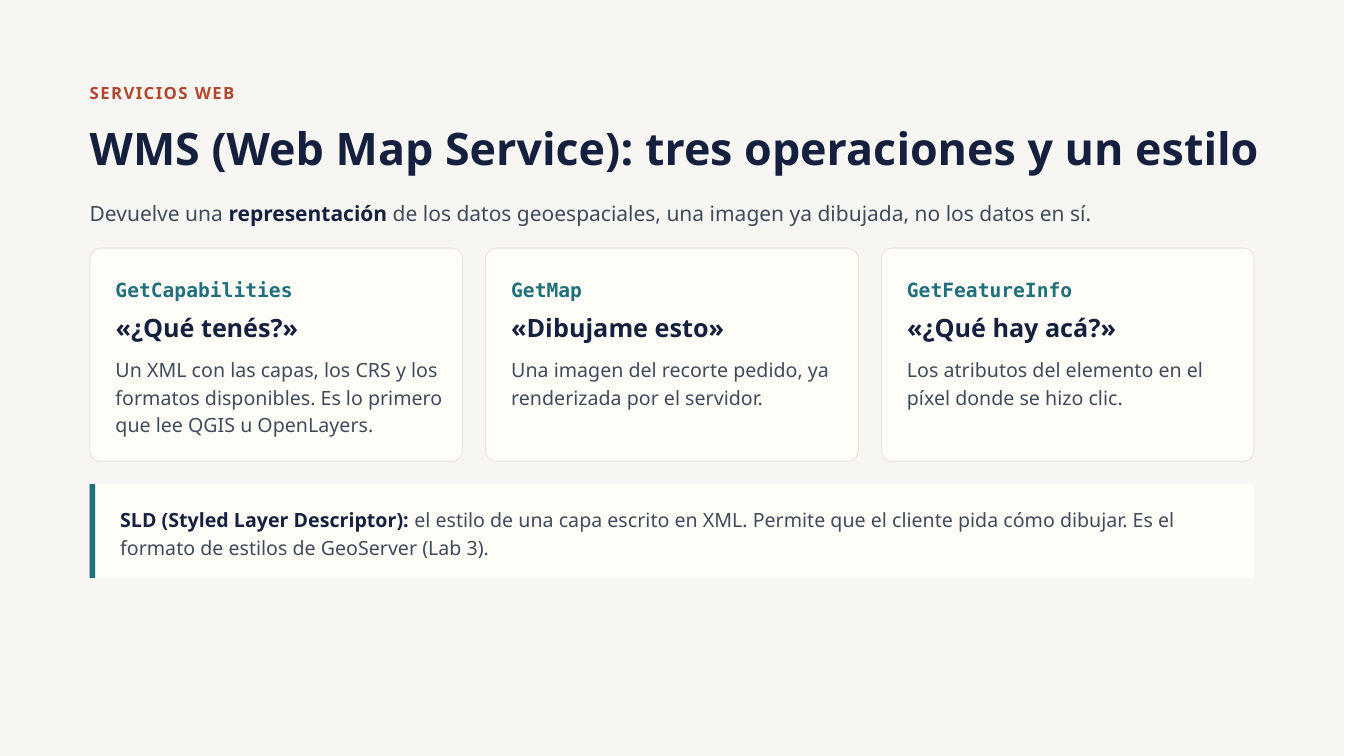 SERVICIOS WEB
WMS (Web Map Service): tres operaciones y un estilo
Devuelve una representación de los datos geoespaciales, una imagen ya dibujada, no los datos en sí.
GetCapabilities
«¿Qué tenés?»
Un XML con las capas, los CRS y los
formatos disponibles. Es lo primero
que lee QGIS u OpenLayers.
GetMap
«Dibujame esto»
Una imagen del recorte pedido, ya
renderizada por el servidor.
GetFeatureInfo
«¿Qué hay acá?»
Los atributos del elemento en el
píxel donde se hizo clic.
SLD (Styled Layer Descriptor): el estilo de una capa escrito en XML. Permite que el cliente pida cómo dibujar. Es el
formato de estilos de GeoServer (Lab 3).